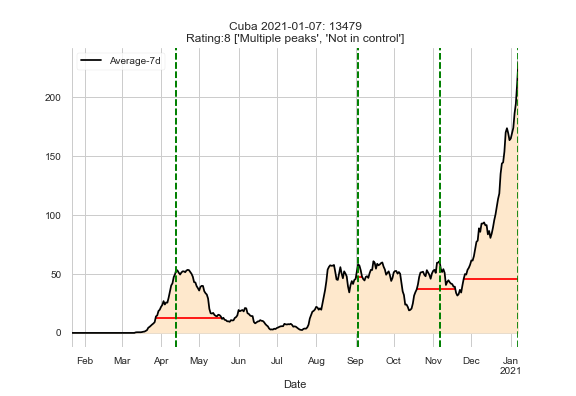 Cuba 2021-01-07: 13479
Rating:8 ['Multiple peaks', 'Not in control']
Average-7d
200
150
100
50
0
Feb Mar Apr May Jun Jul Aug Sep Oct Nov Dec Jan
2021
Date